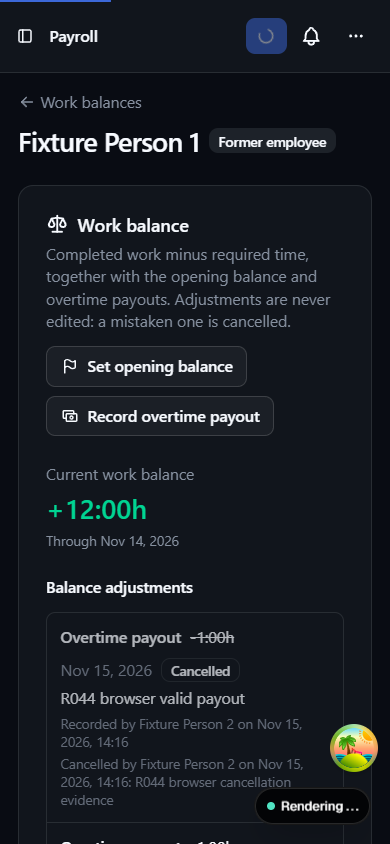 Payroll
Work balances
Fixture Person 1 Former employee
Work balance
Completed work minus required time,
together with the opening balance and
overtime payouts. Adjustments are never
edited: a mistaken one is cancelled.
Set opening balance
Record overtime payout
Current work balance
+12:00h
Through Nov 14, 2026
Balance adjustments
Overtime payout -1:00h
Nov 15, 2026 Cancelled
R044 browser valid payout
Recorded by Fixture Person 2 on Nov 15,
2026, 14:16
Cancelled by Fixture Person 2 on Nov 15,
2026, 14:16: R044 browser cancellation
evidence
Rendering...